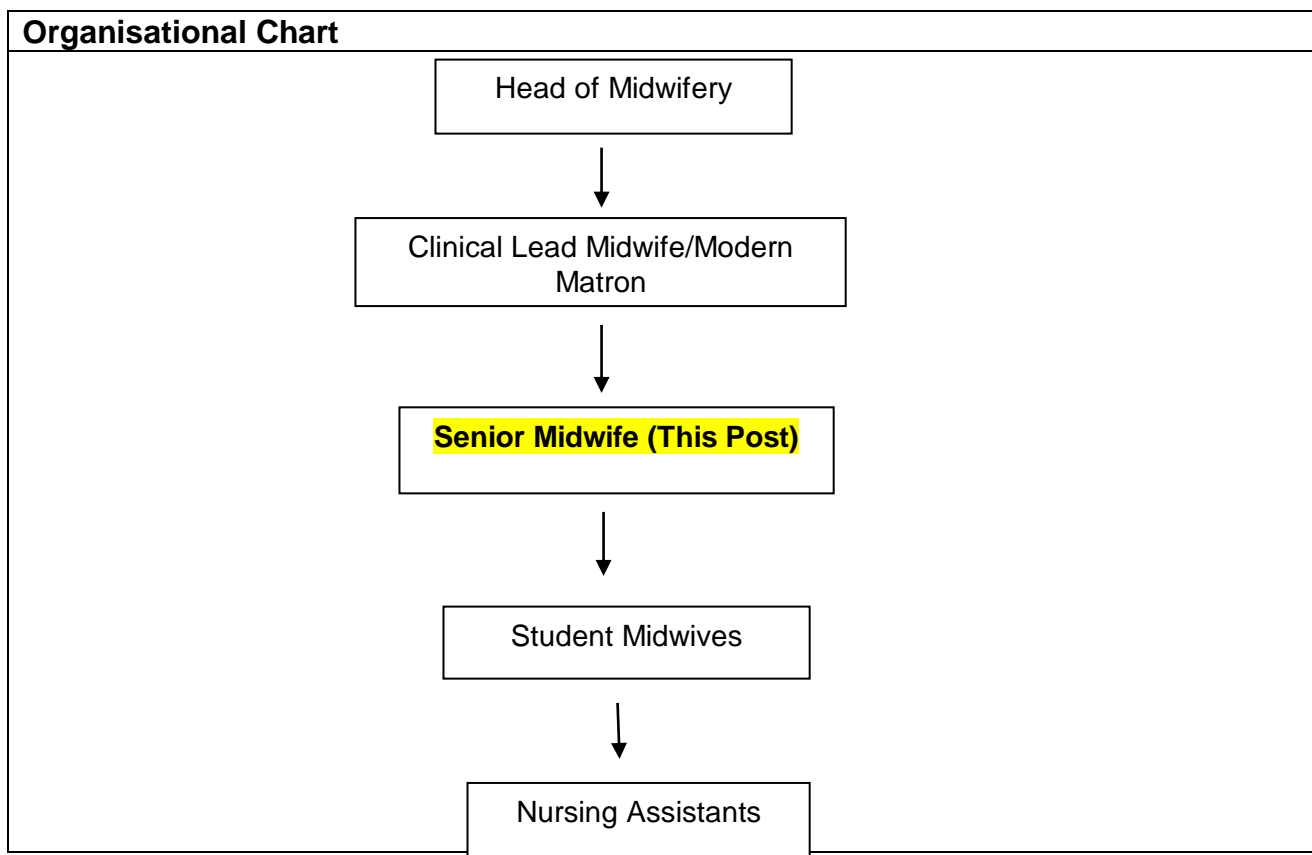 Organisational Chart
Head of Midwifery
Clinical Lead Midwife/Modern
Matron
Senior Midwife (This Post)
Student Midwives
Nursing Assistants